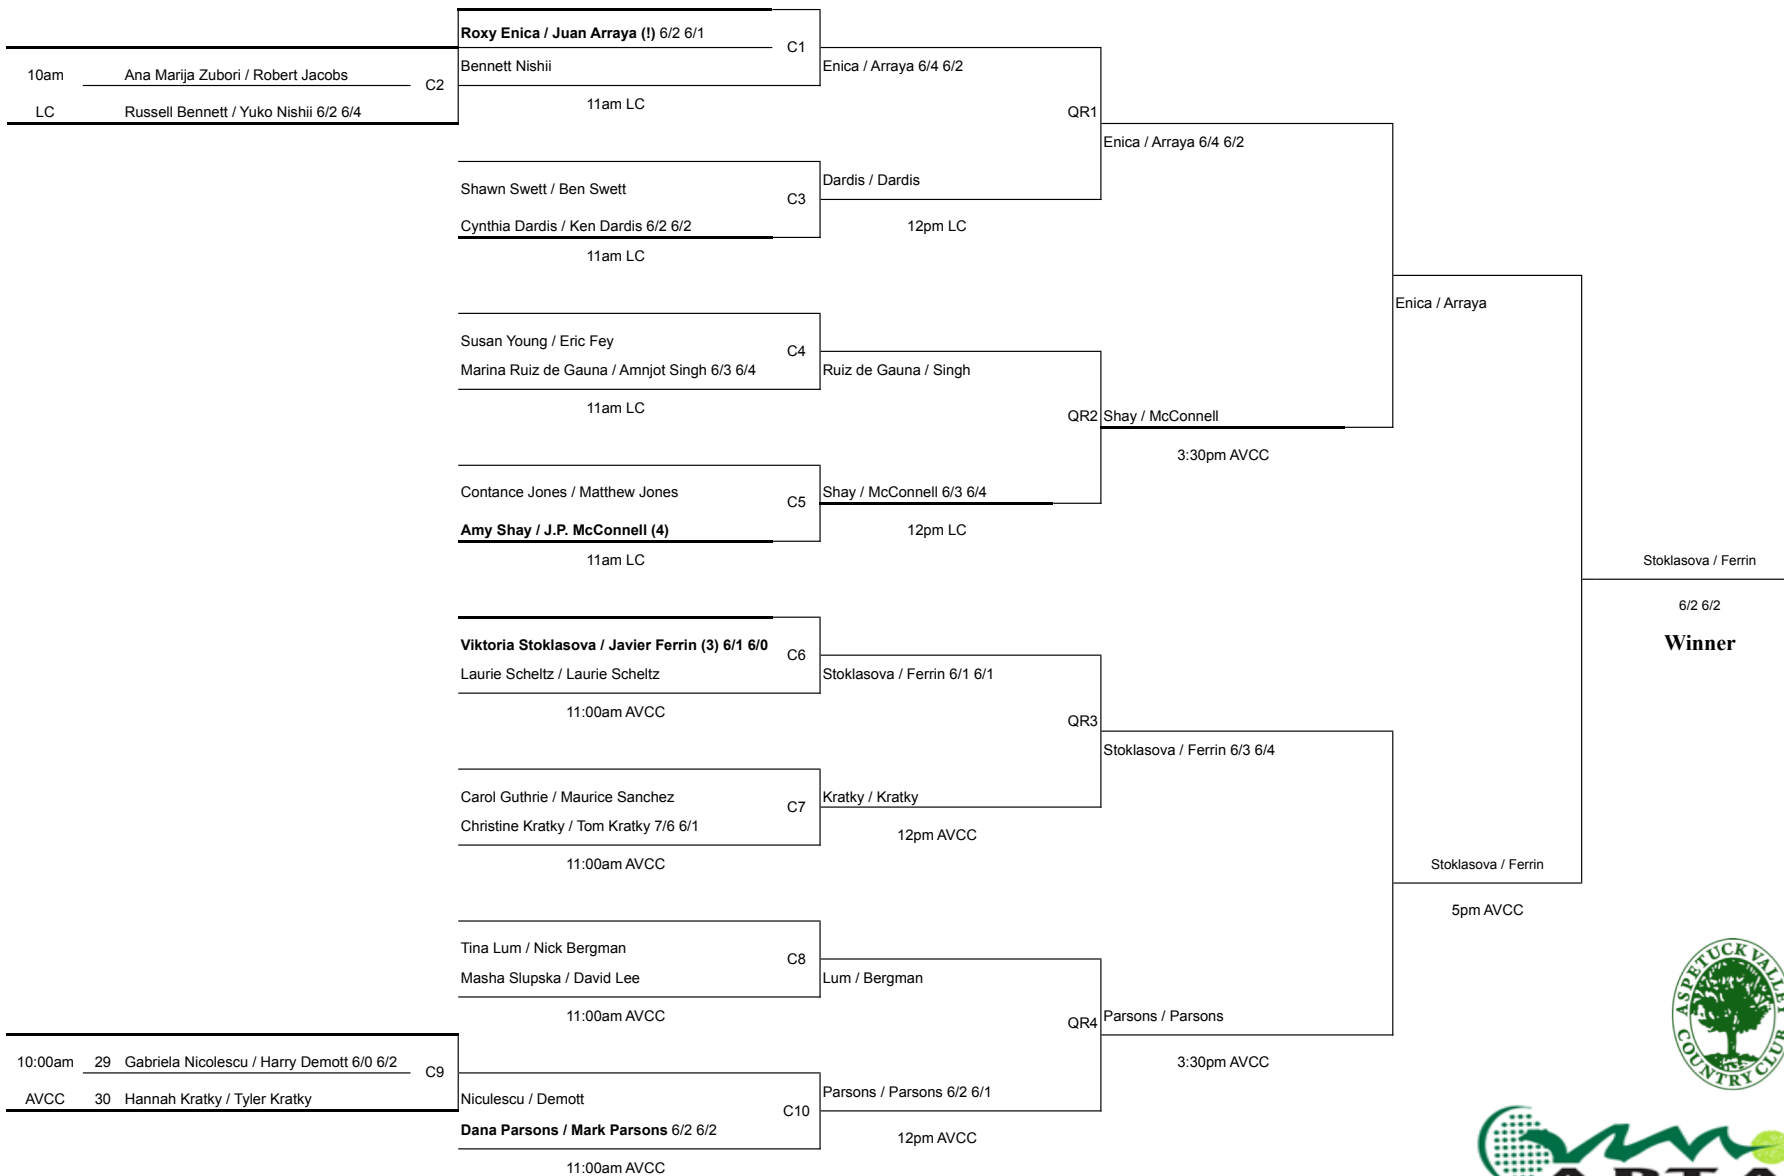 Roxy Enica / Juan Arraya (!) 6/2 6/1
C1
10am
Ana Marija Zubori / Robert Jacobs
C2
Bennett Nishii
Enica / Arraya 6/4 6/2
LC
Russell Bennett / Yuko Nishii 6/2 6/4
11am LC
QR1
Enica / Arraya 6/4 6/2
Shawn Swett / Ben Swett
C3
Dardis / Dardis
Cynthia Dardis / Ken Dardis 6/2 6/2
12pm LC
11am LC
Enica / Arraya
Susan Young / Eric Fey
C4
Marina Ruiz de Gauna / Amnjot Singh 6/3 6/4
Ruiz de Gauna / Singh
11am LC
QR2
Shay / McConnell
3:30pm AVCC
Contance Jones / Matthew Jones
C5
Shay / McConnell 6/3 6/4
Amy Shay / J.P. McConnell (4)
12pm LC
11am LC
Stoklasova / Ferrin
6/2 6/2
Winner
Viktoria Stoklasova / Javier Ferrin (3) 6/1 6/0
C6
Laurie Scheltz / Laurie Scheltz
Stoklasova / Ferrin 6/1 6/1
11:00am AVCC
QR3
Stoklasova / Ferrin 6/3 6/4
Carol Guthrie / Maurice Sanchez
C7
Kratky / Kratky
Christine Kratky / Tom Kratky 7/6 6/1
12pm AVCC
11:00am AVCC
Stoklasova / Ferrin
5pm AVCC
Tina Lum / Nick Bergman
C8
Masha Slupska / David Lee
Lum / Bergman
11:00am AVCC
QR4
Parsons / Parsons
3:30pm AVCC
10:00am
29
Gabriela Nicolescu / Harry Demott 6/0 6/2
C9
AVCC
30
Hannah Kratky / Tyler Kratky
Niculescu / Demott
C10
Parsons / Parsons 6/2 6/1
Dana Parsons / Mark Parsons 6/2 6/2
12pm AVCC
11:00am AVCC
ASPETUCK VALLEY
COUNTRY CLUB